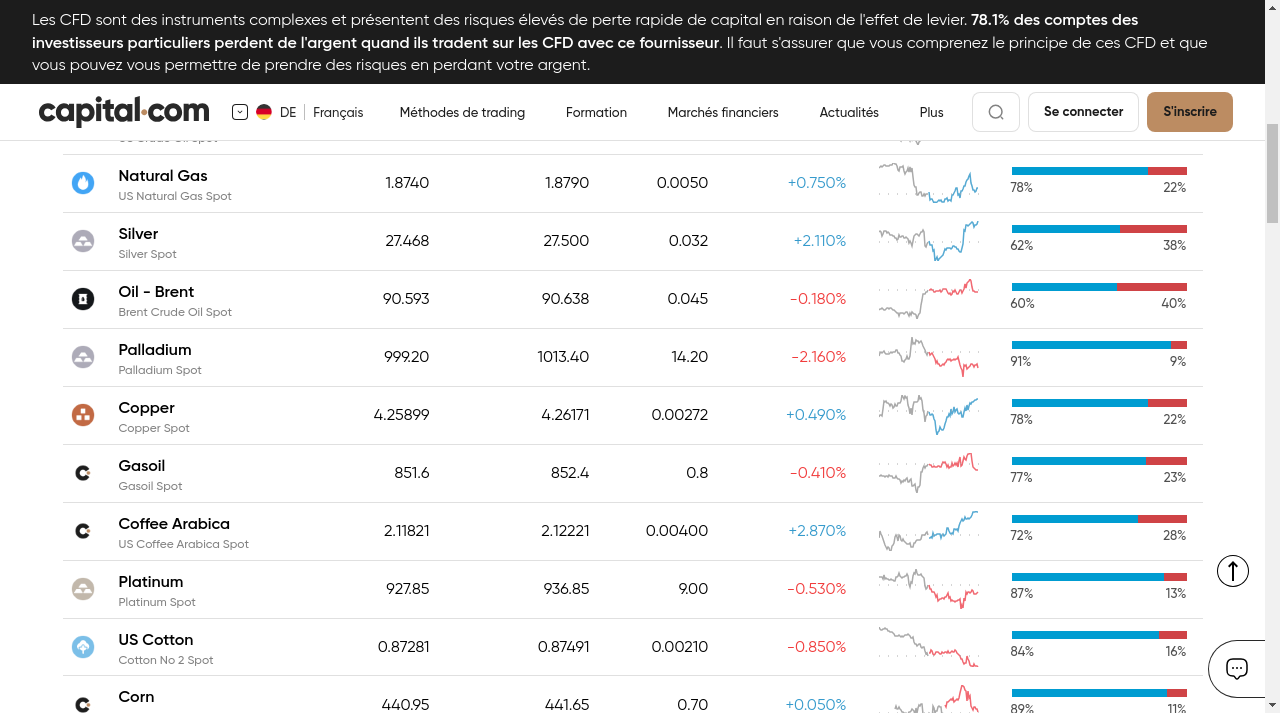 Les CFD sont des instruments complexes et présentent des risques élevés de perte rapide de capital en raison de l'effet de levier. 78.1% des comptes des
investisseurs particuliers perdent de l'argent quand ils tradent sur les CFD avec ce fournisseur. Il faut s'assurer que vous comprenez le principe de ces CFD et que
vous pouvez vous permettre de prendre des risques en perdant votre argent.
capital.com DE Français Méthodes de trading Formation Marchés financiers Actualités Plus Se connecter S'inscrire
US Crude Oil Spot
Natural Gas 1.8740 1.8790 0.0050 +0.750%
US Natural Gas Spot 78% 22%
Silver 27.468 27.500 0.032 +2.110%
Silver Spot 62% 38%
Oil - Brent 90.593 90.638 0.045 -0.180%
Brent Crude Oil Spot 60% 40%
Palladium 999.20 1013.40 14.20 -2.160%
Palladium Spot 91% 9%
Copper 4.25899 4.26171 0.00272 +0.490%
Copper Spot 78% 22%
Gasoil 851.6 852.4 0.8 -0.410%
Gasoil Spot 77% 23%
Coffee Arabica 2.11821 2.12221 0.00400 +2.870%
US Coffee Arabica Spot 72% 28%
Platinum 927.85 936.85 9.00 -0.530%
Platinum Spot 87% 13%
US Cotton 0.87281 0.87491 0.00210 -0.850%
Cotton No 2 Spot 84% 16%
Corn 440.95 441.65 0.70 +0.050%
89% 11%